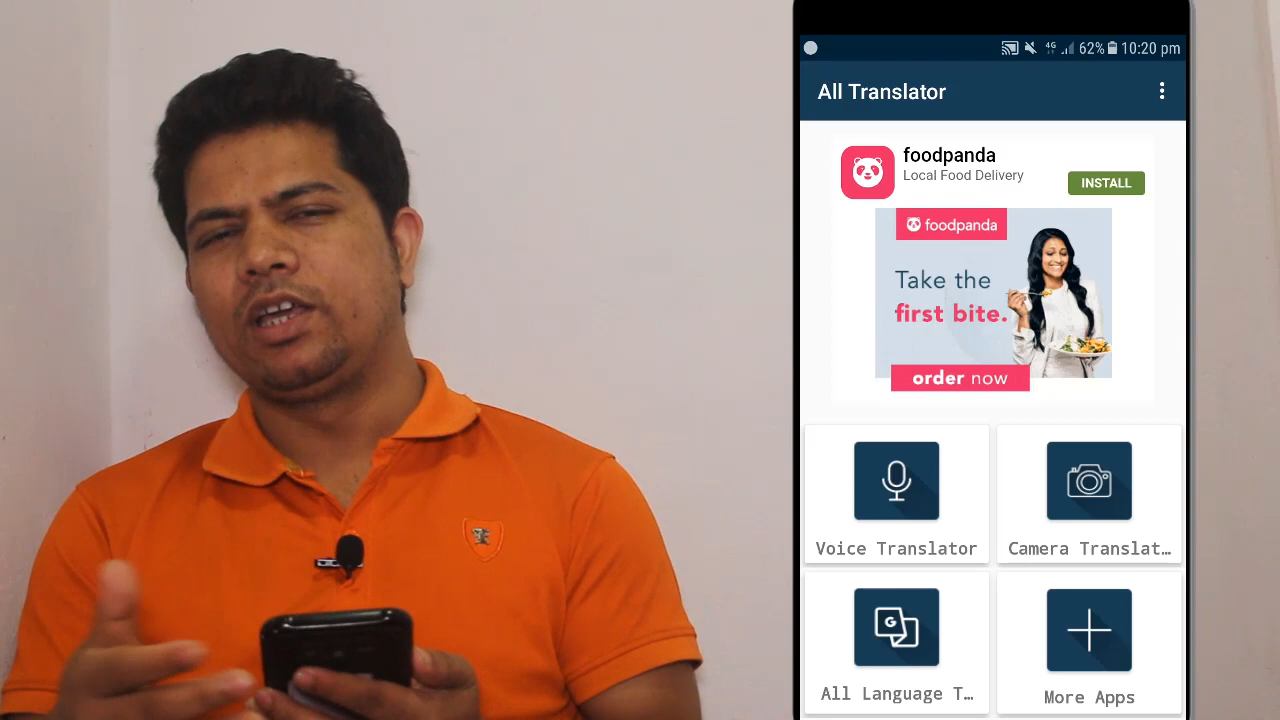 4G 62% 10:20 pm
All Translator
foodpanda
Local Food Delivery
INSTALL
foodpanda
Take the
first bite.
order now
Voice Translator
Camera Translat…
G
All Language T…
More Apps